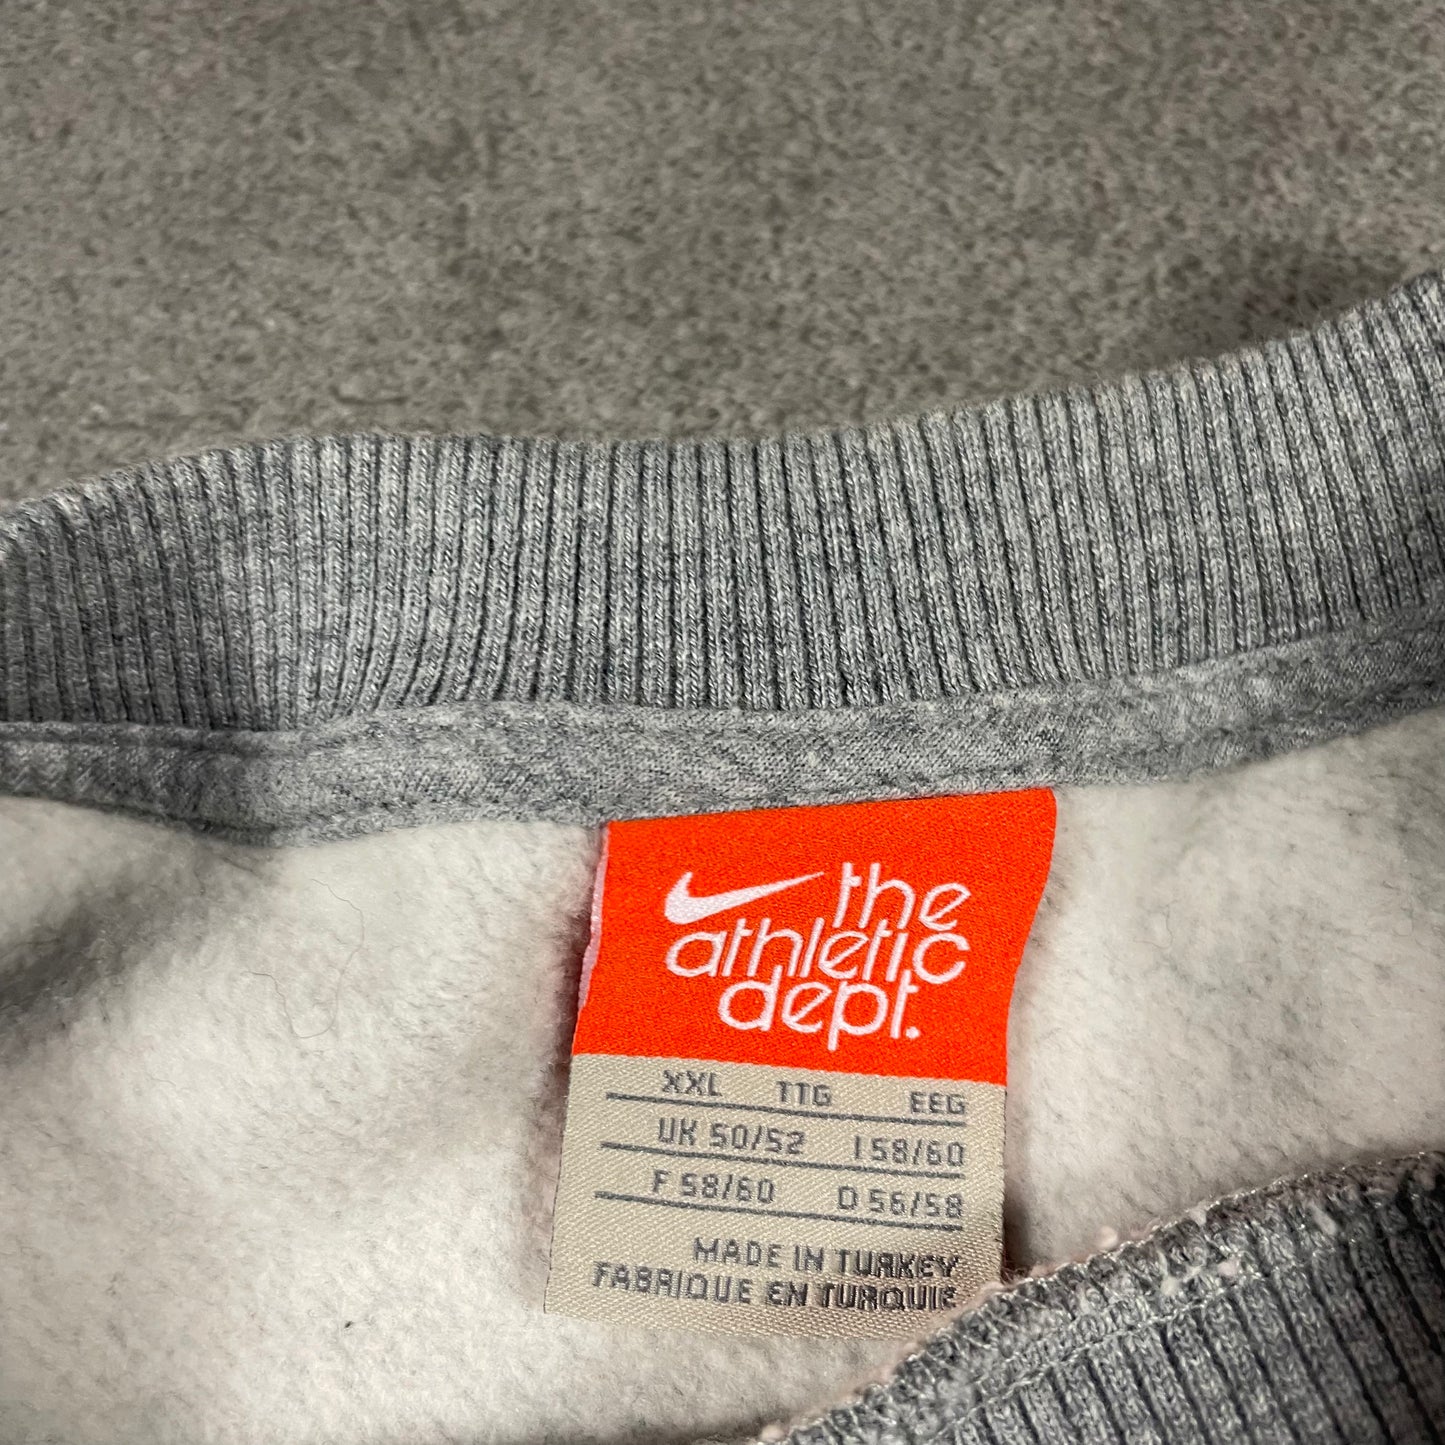 the
athletic
dept.
XXL TTG EEG
UK 50/52 I 58/60
F 58/60 D 56/58
MADE IN TURKEY
FABRIQUE EN TURQUIE